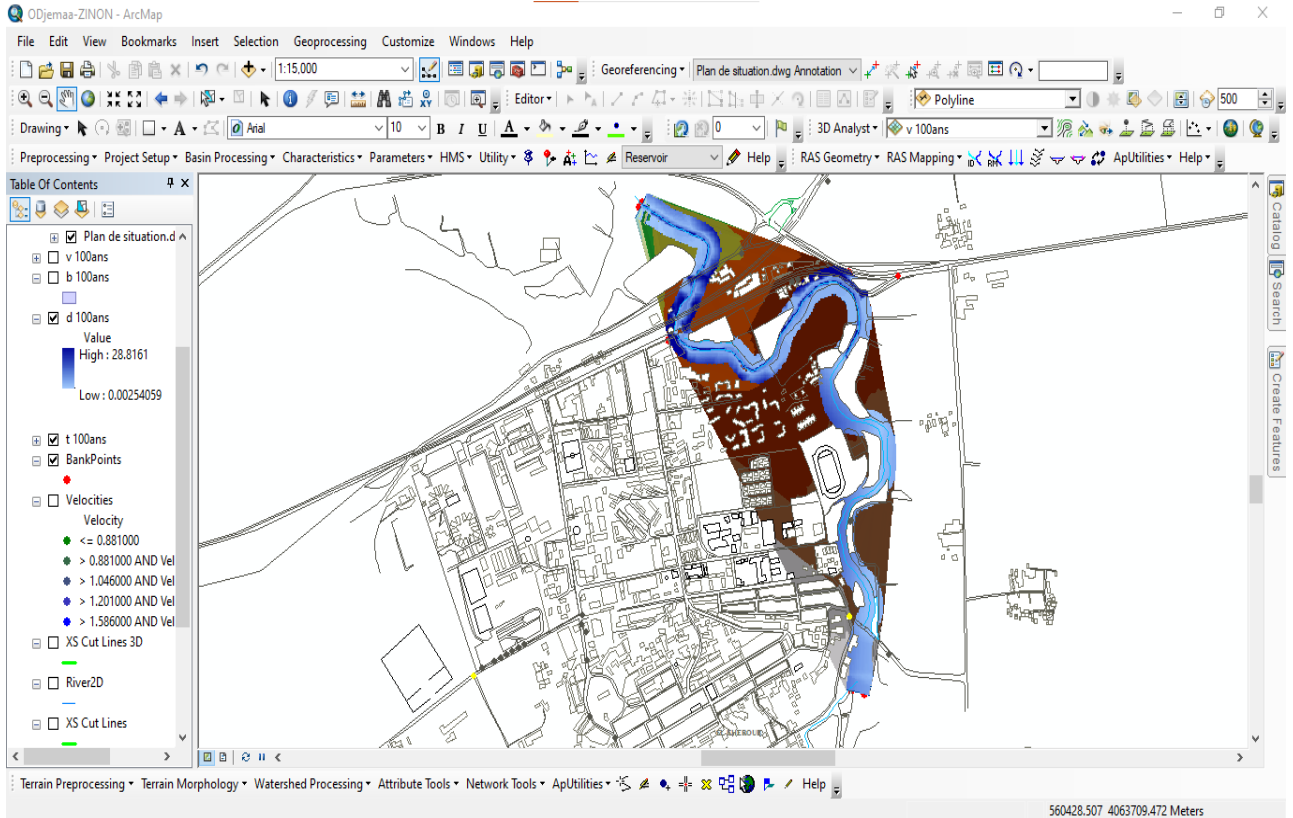 ODjemaa-ZINON - ArcMap
File Edit View Bookmarks Insert Selection Geoprocessing Customize Windows Help
1:15,000 Georeferencing Plan de situation.dwg Annotation
Editor Polyline 500
Drawing A Arial 10 B I U A 0 3D Analyst v 100ans
Preprocessing Project Setup Basin Processing Characteristics Parameters HMS Utility Reservoir Help RAS Geometry RAS Mapping ApUtilities Help
Table Of Contents
Plan de situation.d
v 100ans
b 100ans
d 100ans
Value
High : 28.8161
Low : 0.00254059
t 100ans
BankPoints
Velocities
Velocity
<= 0.881000
> 0.881000 AND Vel
> 1.046000 AND Vel
> 1.201000 AND Vel
> 1.586000 AND Vel
XS Cut Lines 3D
River2D
XS Cut Lines
Catalog
Search
Create Features
Terrain Preprocessing Terrain Morphology Watershed Processing Attribute Tools Network Tools ApUtilities Help
560428.507 4063709.472 Meters